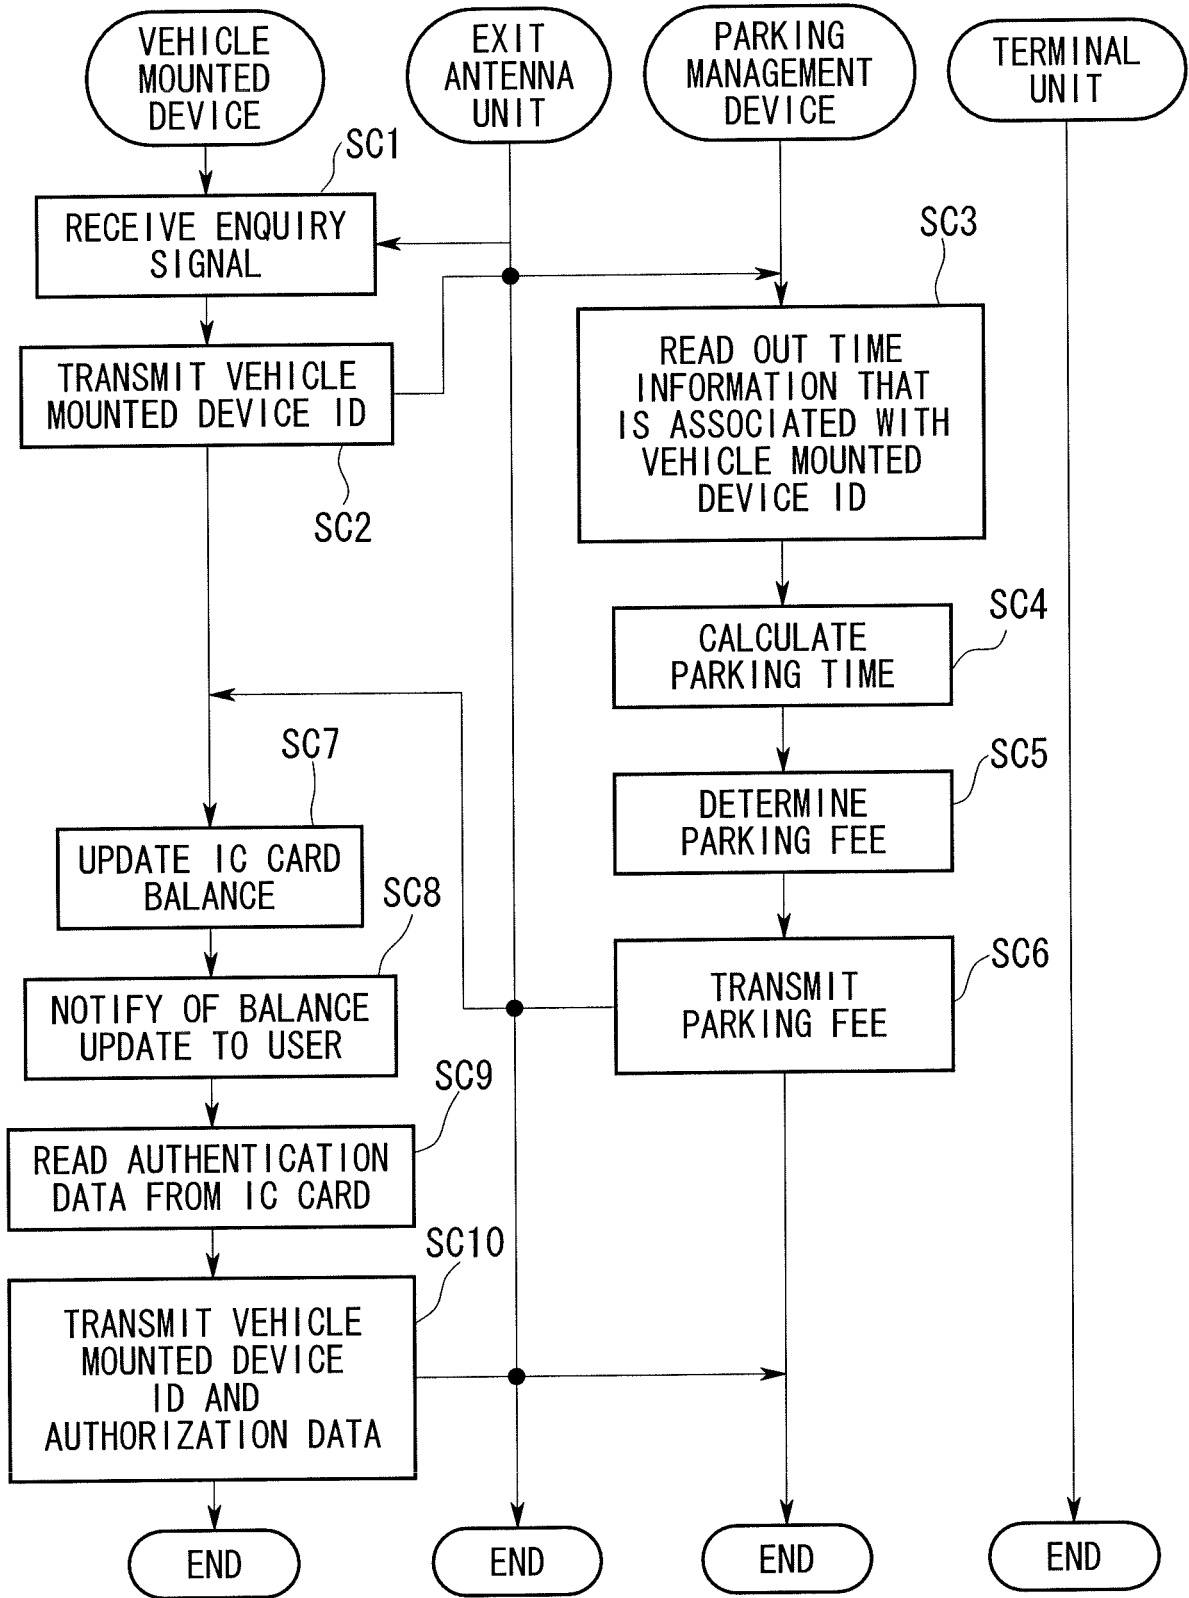 VEHICLE
MOUNTED
DEVICE
EXIT
ANTENNA
UNIT
PARKING
MANAGEMENT
DEVICE
TERMINAL
UNIT
SC1
RECEIVE ENQUIRY
SIGNAL
TRANSMIT VEHICLE
MOUNTED DEVICE ID
SC2
SC3
READ OUT TIME
INFORMATION THAT
IS ASSOCIATED WITH
VEHICLE MOUNTED
DEVICE ID
SC4
CALCULATE
PARKING TIME
SC5
DETERMINE
PARKING FEE
SC6
TRANSMIT
PARKING FEE
SC7
UPDATE IC CARD
BALANCE
SC8
NOTIFY OF BALANCE
UPDATE TO USER
SC9
READ AUTHENTICATION
DATA FROM IC CARD
SC10
TRANSMIT VEHICLE
MOUNTED DEVICE
ID AND
AUTHORIZATION DATA
END
END
END
END